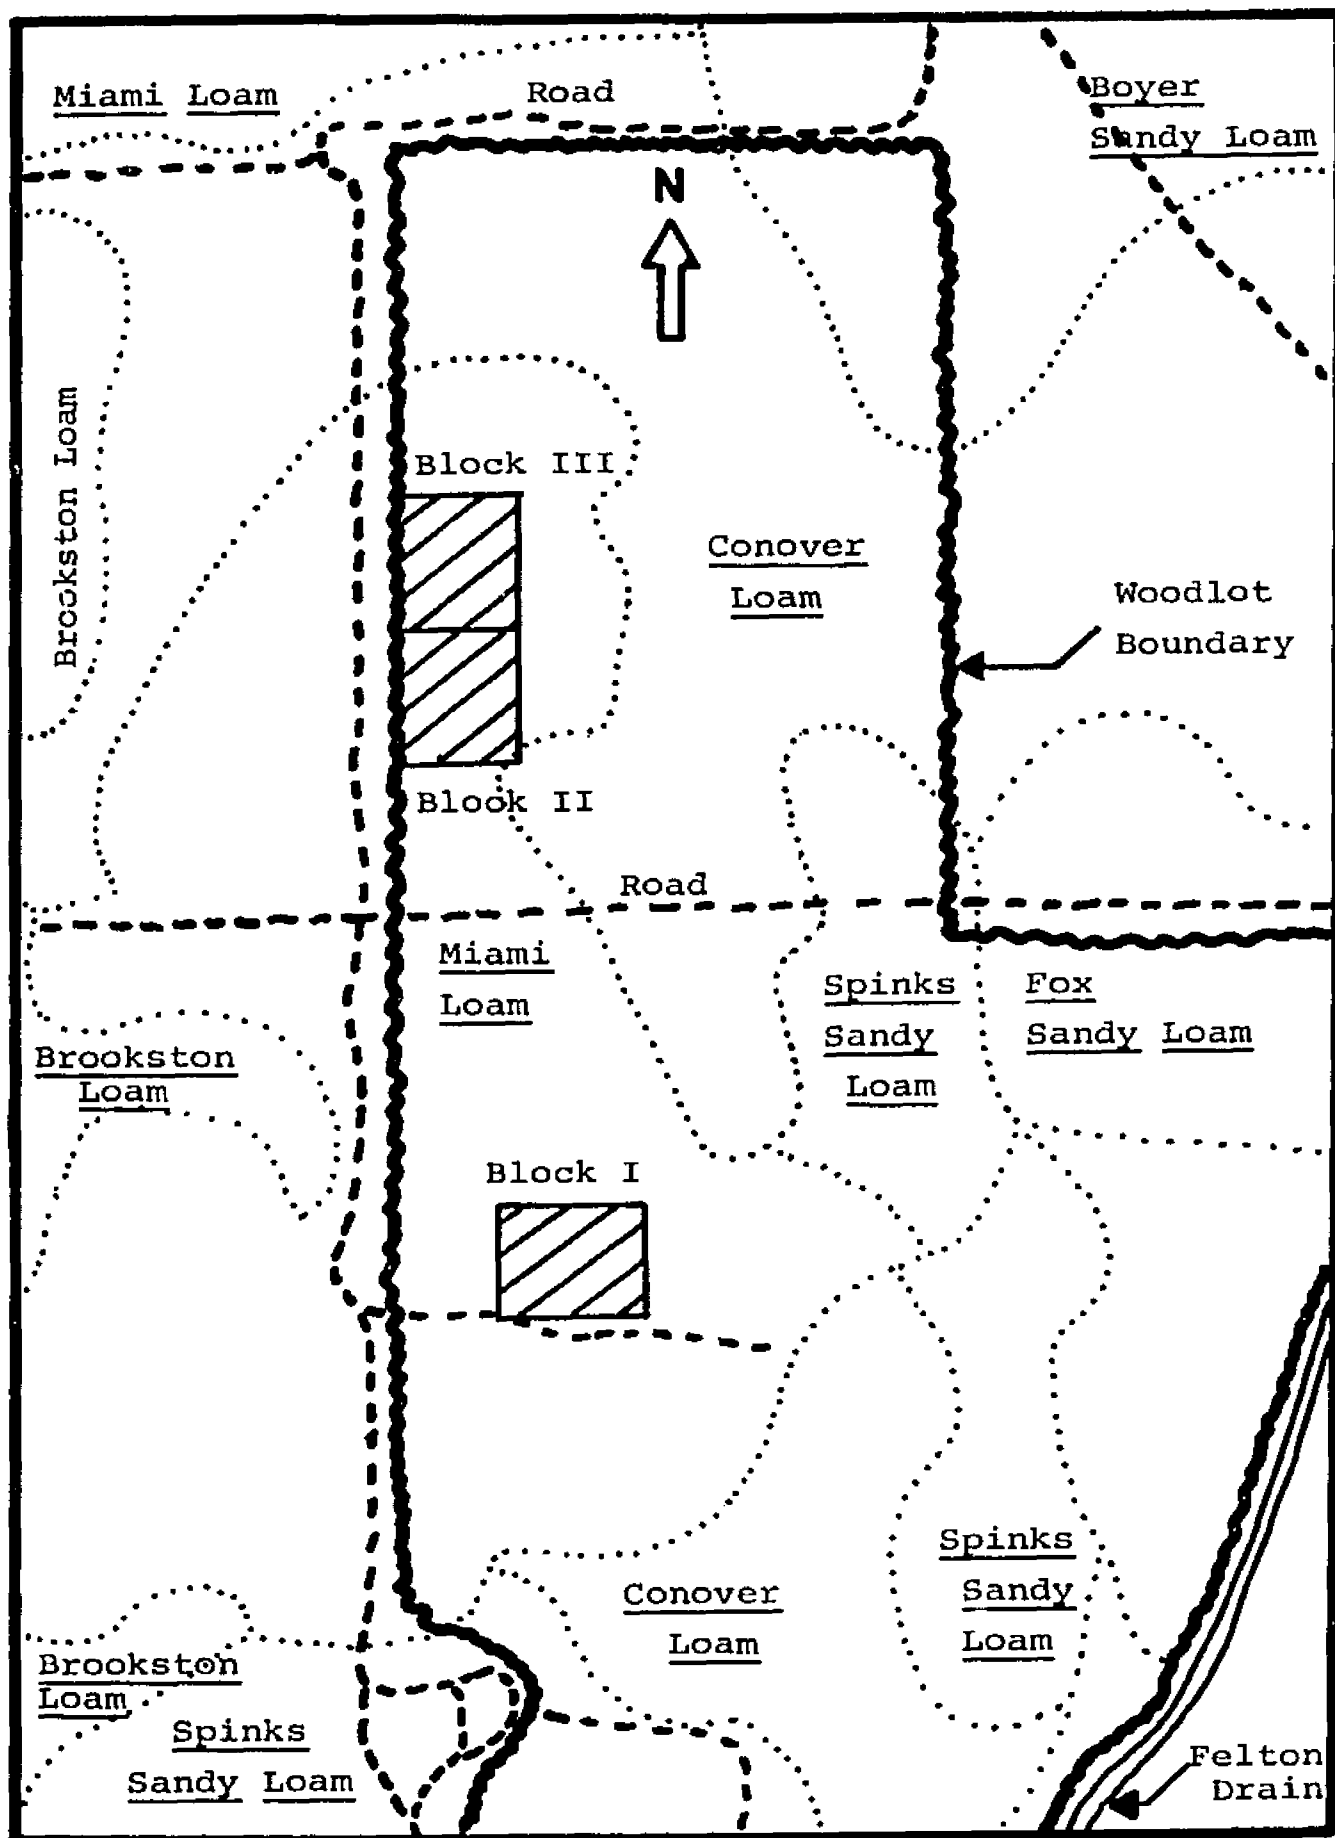 Miami Loam
Road
Boyer
Sandy Loam
N
Brookston Loam
Block III
Conover
Loam
Woodlot
Boundary
Block II
Road
Miami
Loam
Spinks
Sandy
Loam
Fox
Sandy Loam
Brookston
Loam
Block I
Spinks
Sandy
Loam
Conover
Loam
Brookston
Loam
Spinks
Sandy Loam
Felton
Drain